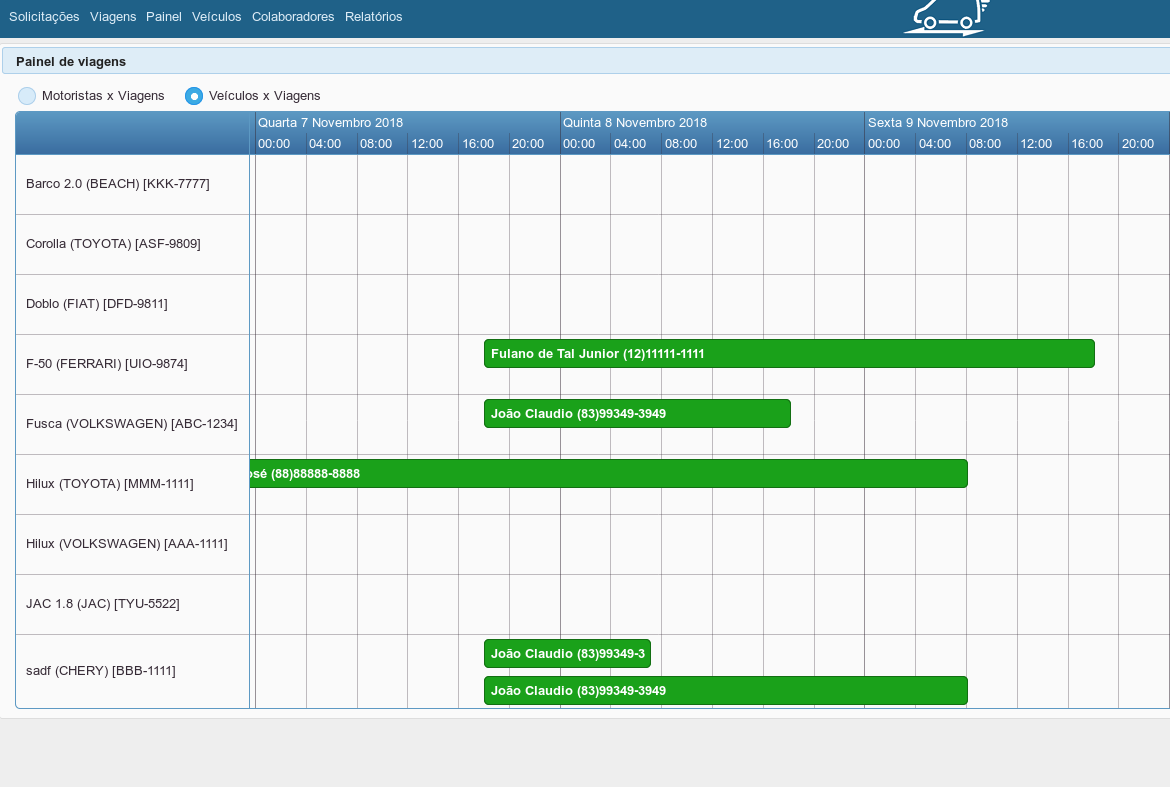 Solicitações Viagens Painel Veículos Colaboradores Relatórios
Painel de viagens
Motoristas x Viagens Veículos x Viagens
Quarta 7 Novembro 2018 Quinta 8 Novembro 2018 Sexta 9 Novembro 2018
00:00 04:00 08:00 12:00 16:00 20:00 00:00 04:00 08:00 12:00 16:00 20:00 00:00 04:00 08:00 12:00 16:00 20:00
Barco 2.0 (BEACH) [KKK-7777]
Corolla (TOYOTA) [ASF-9809]
Doblo (FIAT) [DFD-9811]
Fulano de Tal Junior (12)11111-1111
F-50 (FERRARI) [UIO-9874]
João Claudio (83)99349-3949
Fusca (VOLKSWAGEN) [ABC-1234]
osé (88)88888-8888
Hilux (TOYOTA) [MMM-1111]
Hilux (VOLKSWAGEN) [AAA-1111]
JAC 1.8 (JAC) [TYU-5522]
João Claudio (83)99349-3
sadf (CHERY) [BBB-1111]
João Claudio (83)99349-3949